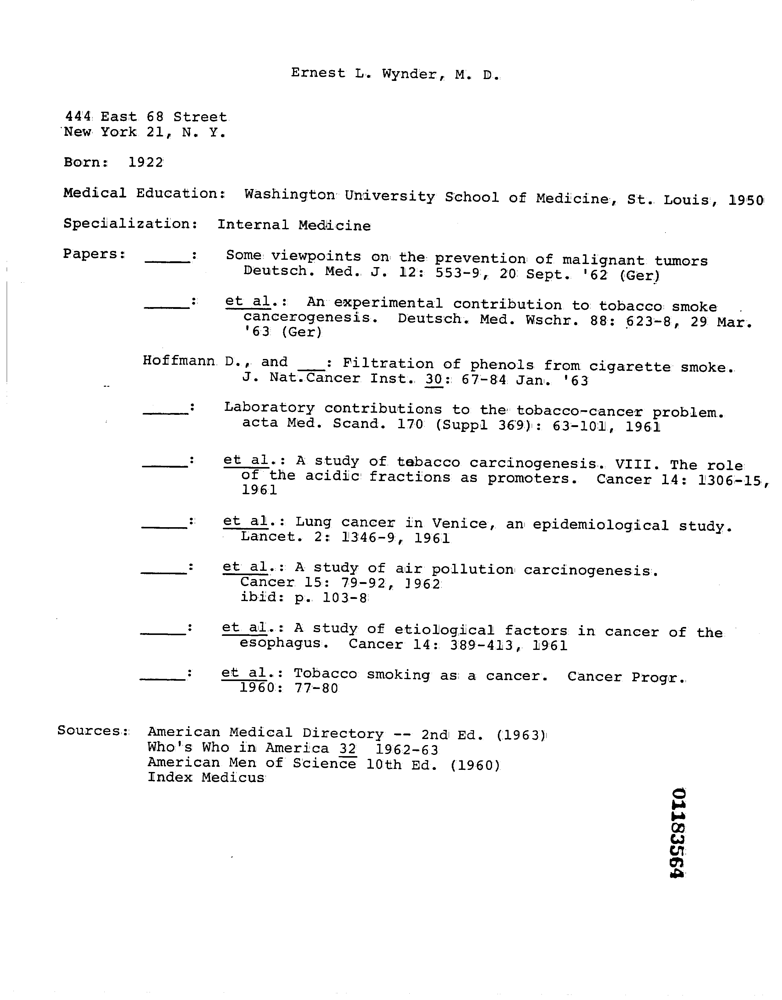 Ernest L. Wynder, M. D.
444 East 68 Street
New York 21, N. Y.
Born: 1922
Medical Education: Washington University School of Medicine, St. Louis, 1950
Specialization: Internal Medicine
Papers: _____: Some viewpoints on the prevention of malignant tumors
Deutsch. Med. J. 12: 553-9, 20 Sept. '62 (Ger)
_____: et al.: An experimental contribution to tobacco smoke
cancerogenesis. Deutsch. Med. Wschr. 88: 623-8, 29 Mar.
'63 (Ger)
Hoffmann D., and ___: Filtration of phenols from cigarette smoke.
J. Nat.Cancer Inst. 30: 67-84 Jan. '63
_____: Laboratory contributions to the tobacco-cancer problem.
acta Med. Scand. 170 (Suppl 369): 63-101, 1961
_____: et al.: A study of tobacco carcinogenesis. VIII. The role
of the acidic fractions as promoters. Cancer 14: 1306-15,
1961
_____: et al.: Lung cancer in Venice, an epidemiological study.
Lancet. 2: 1346-9, 1961
_____: et al.: A study of air pollution carcinogenesis.
Cancer 15: 79-92, 1962
ibid: p. 103-8
_____: et al.: A study of etiological factors in cancer of the
esophagus. Cancer 14: 389-413, 1961
_____: et al.: Tobacco smoking as a cancer. Cancer Progr.
1960: 77-80
Sources: American Medical Directory -- 2nd Ed. (1963)
Who's Who in America 32 1962-63
American Men of Science 10th Ed. (1960)
Index Medicus
01183564